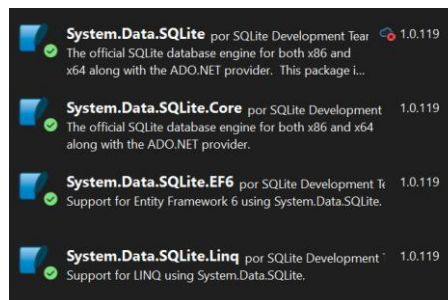 System.Data.SQLite por SQLite Development Tear 1.0.119
The official SQLite database engine for both x86 and
x64 along with the ADO.NET provider. This package i...
System.Data.SQLite.Core por SQLite Development 1.0.119
The official SQLite database engine for both x86 and x64
along with the ADO.NET provider.
System.Data.SQLite.EF6 por SQLite Development Te 1.0.119
Support for Entity Framework 6 using System.Data.SQLite.
System.Data.SQLite.Linq por SQLite Development 1.0.119
Support for LINQ using System.Data.SQLite.